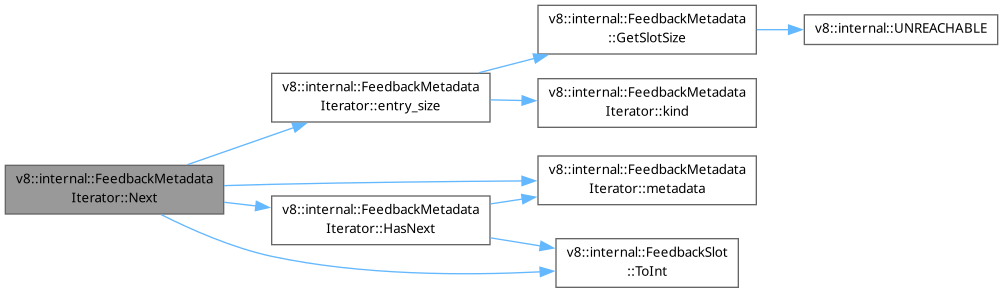 v8::internal::FeedbackMetadata
Iterator::Next
v8::internal::FeedbackMetadata
Iterator::entry_size
v8::internal::FeedbackMetadata
::GetSlotSize
v8::internal::UNREACHABLE
v8::internal::FeedbackMetadata
Iterator::kind
v8::internal::FeedbackMetadata
Iterator::metadata
v8::internal::FeedbackMetadata
Iterator::HasNext
v8::internal::FeedbackSlot
::ToInt